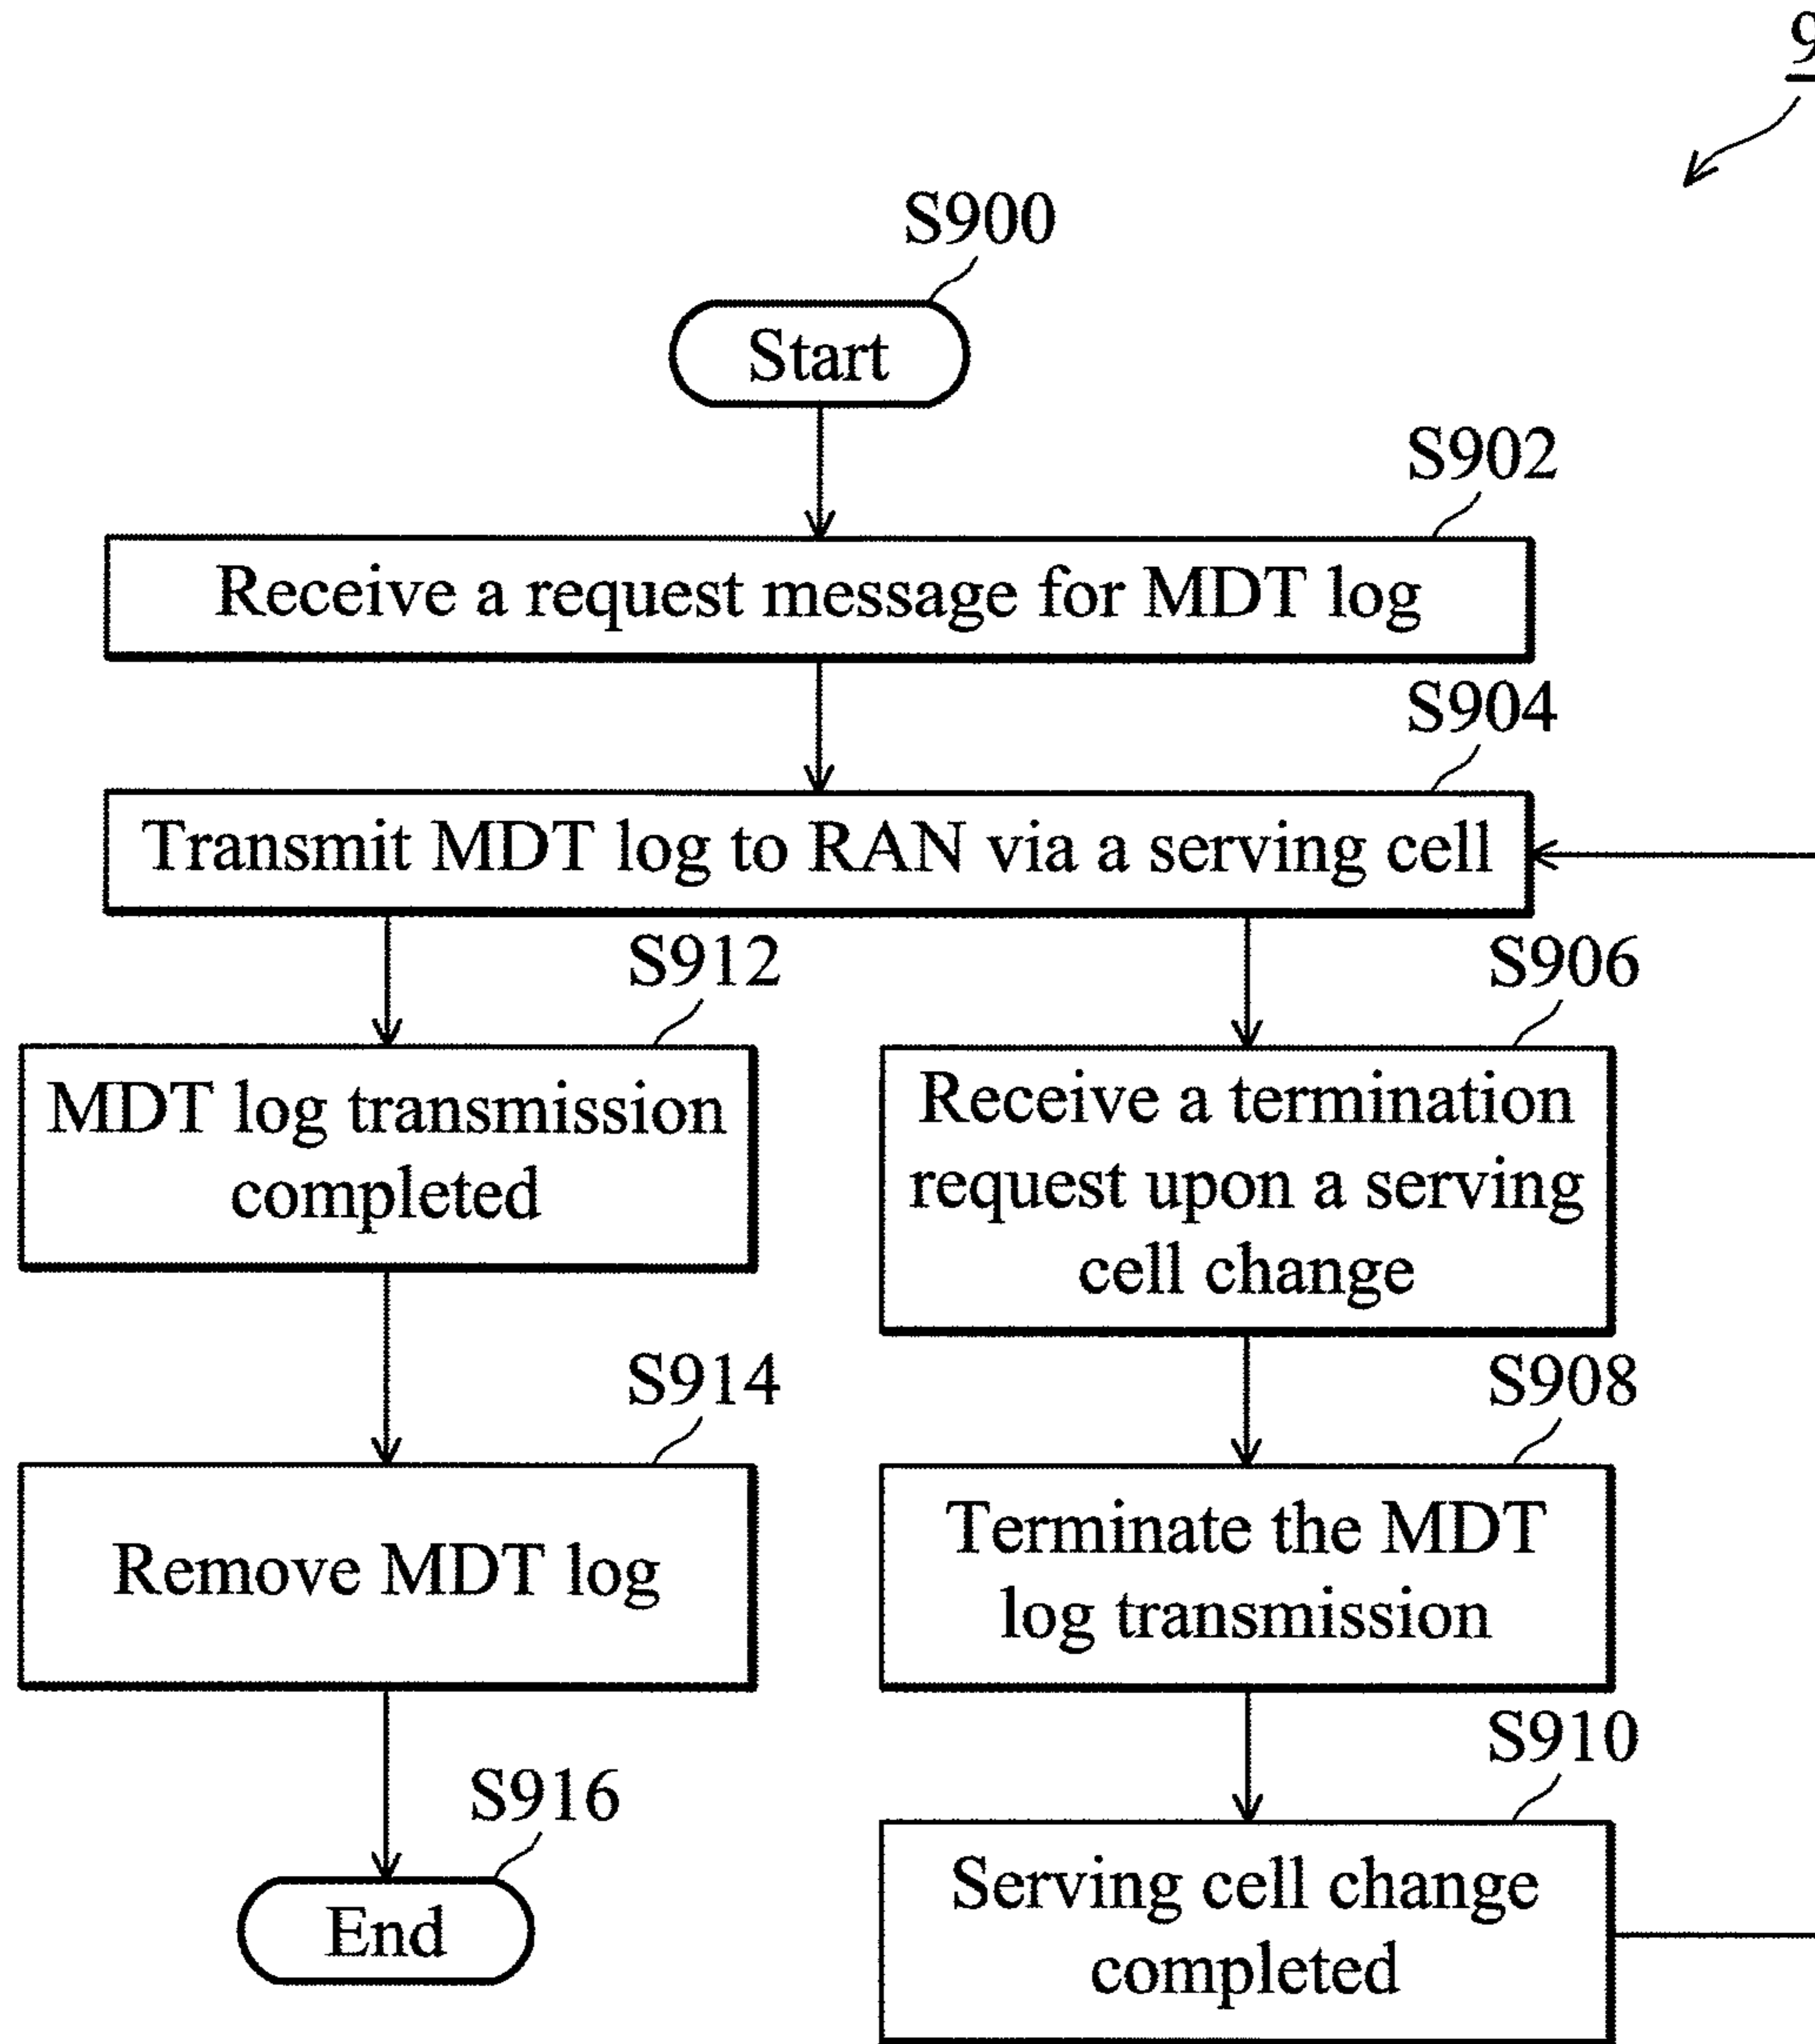 9
S900
Start
S902
Receive a request message for MDT log
S904
Transmit MDT log to RAN via a serving cell
S912
MDT log transmission
completed
S906
Receive a termination
request upon a serving
cell change
S914
Remove MDT log
S908
Terminate the MDT
log transmission
S916
End
S910
Serving cell change
completed